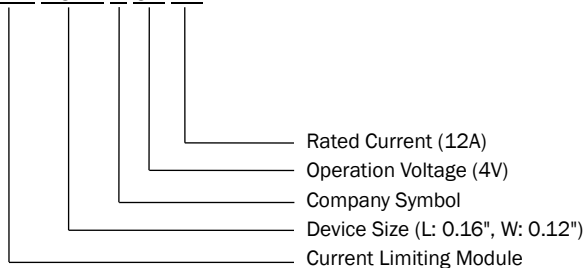 Rated Current (12A)
Operation Voltage (4V)
Company Symbol
Device Size (L: 0.16", W: 0.12")
Current Limiting Module